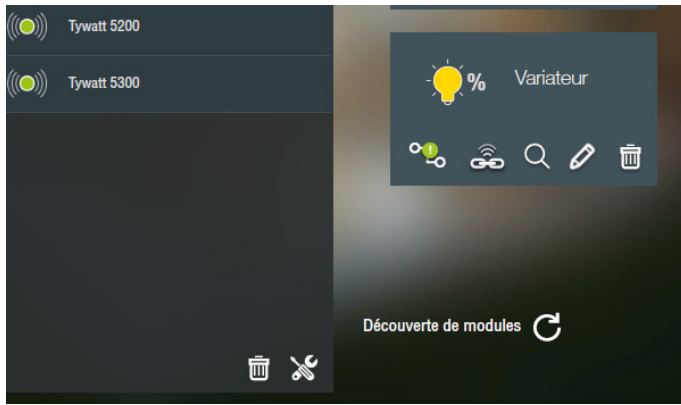 Tywatt 5200
Tywatt 5300
% Variateur
Découverte de modules